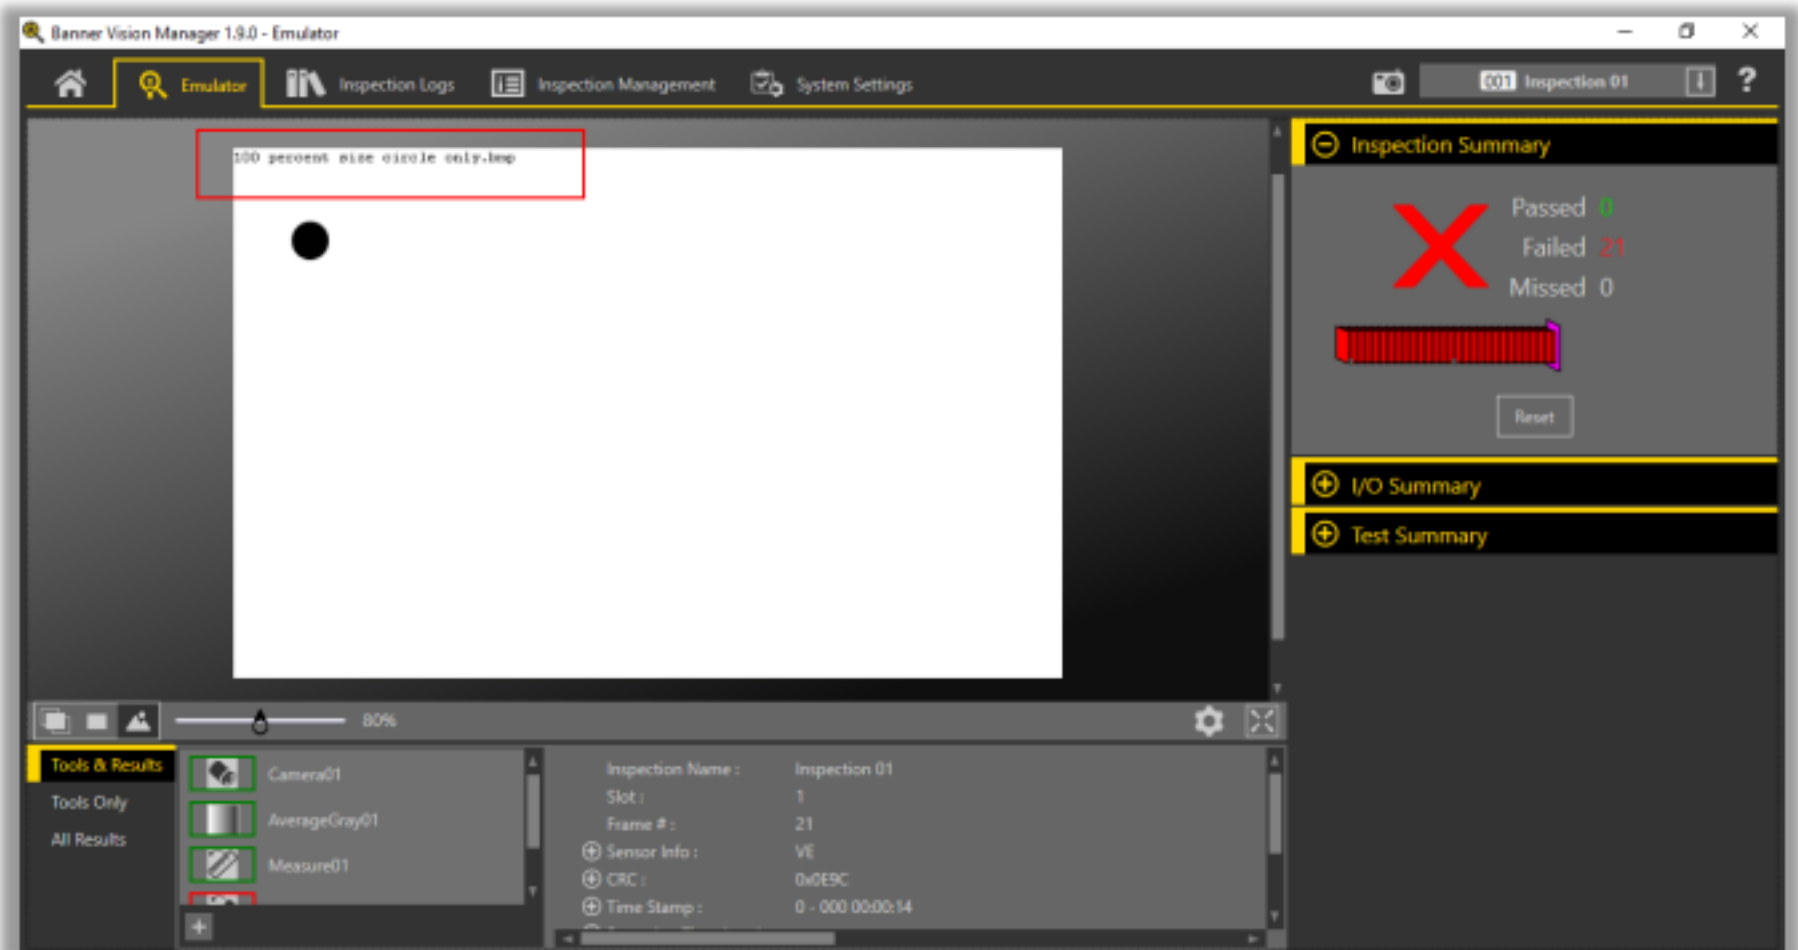 Banner Vision Manager 1.9.0 - Emulator
Emulator
Inspection Logs
Inspection Management
System Settings
001 Inspection 01
?
100 percent size circle only.bmp
Inspection Summary
Passed 0
Failed 21
Missed 0
Reset
I/O Summary
Test Summary
80%
Tools & Results
Tools Only
All Results
Camera01
AverageGray01
Measure01
Inspection Name : Inspection 01
Slot : 1
Frame # : 21
Sensor Info : VE
CRC : 0x0E9C
Time Stamp : 0 - 000 00:00:14